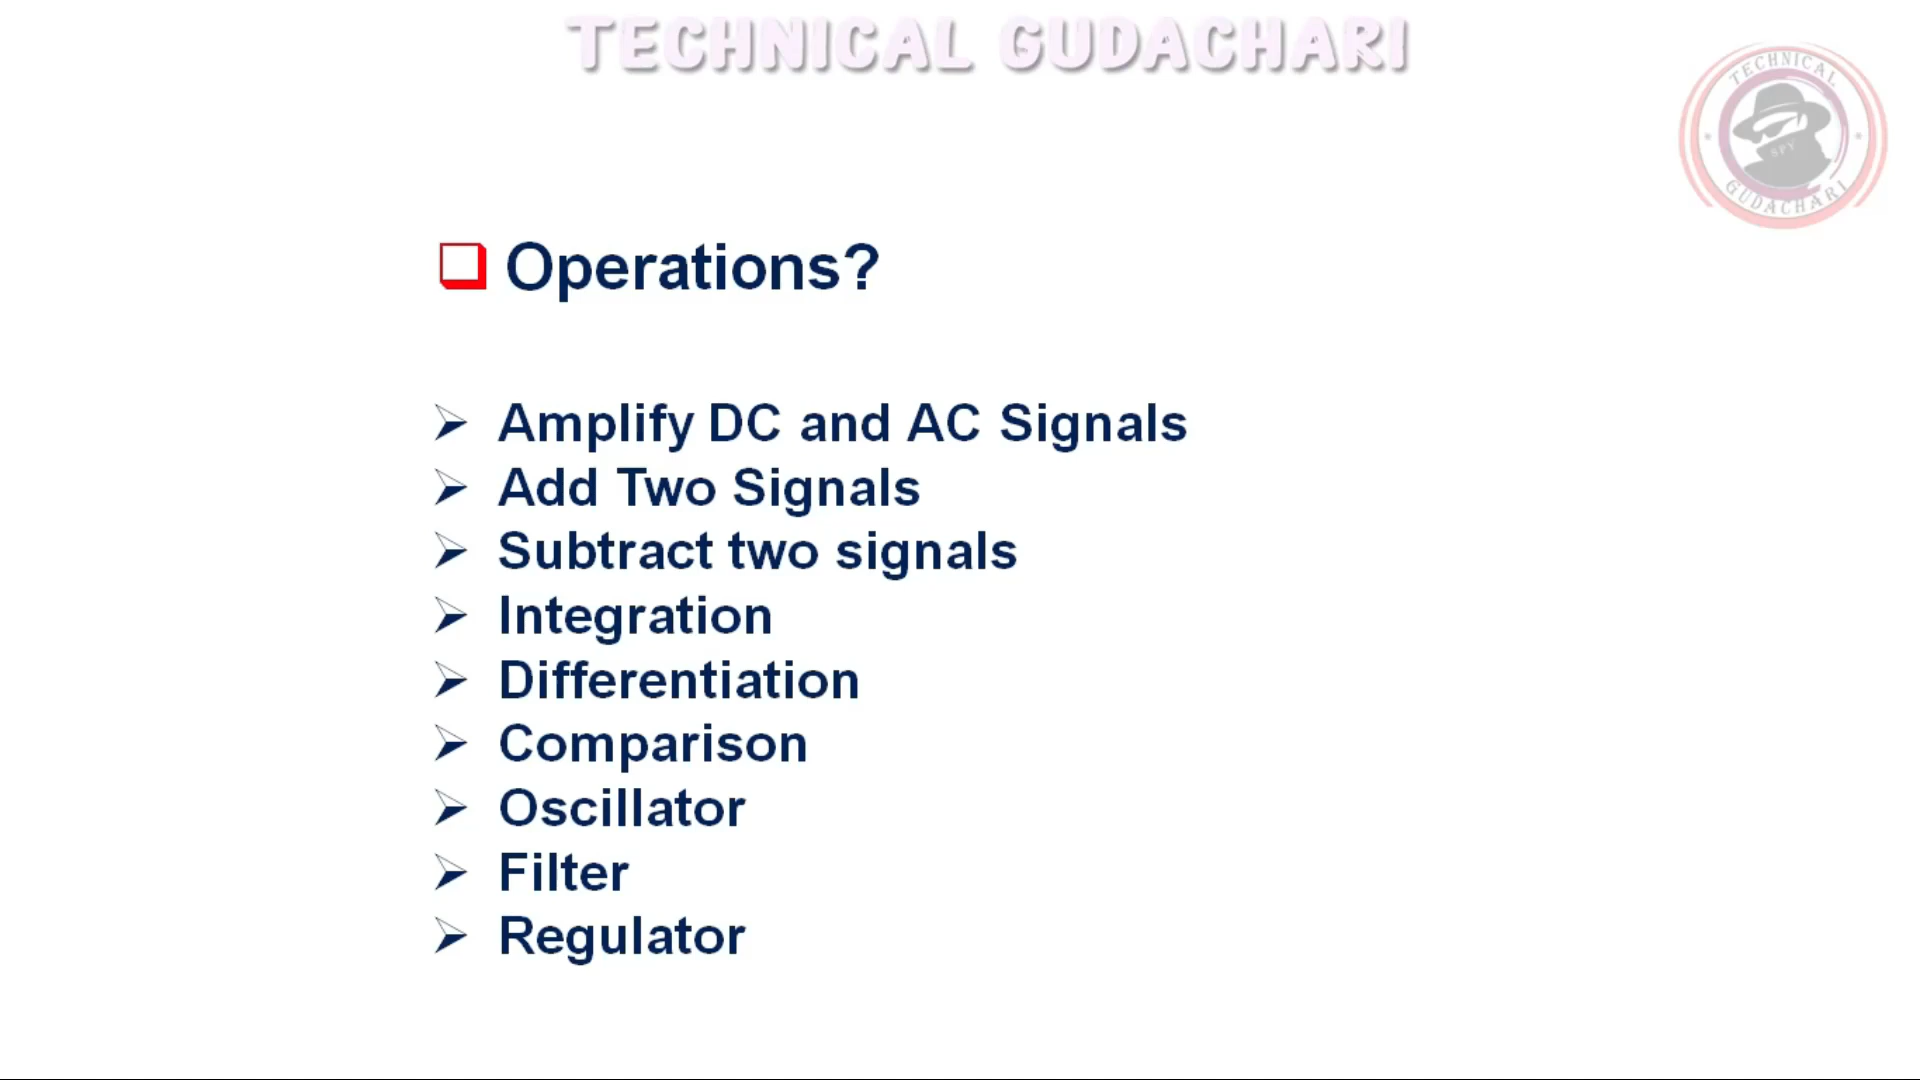 TECHNICAL GUDACHARI
TECHNICAL
SPY
GUDACHARI
Operations?
Amplify DC and AC Signals
Add Two Signals
Subtract two signals
Integration
Differentiation
Comparison
Oscillator
Filter
Regulator